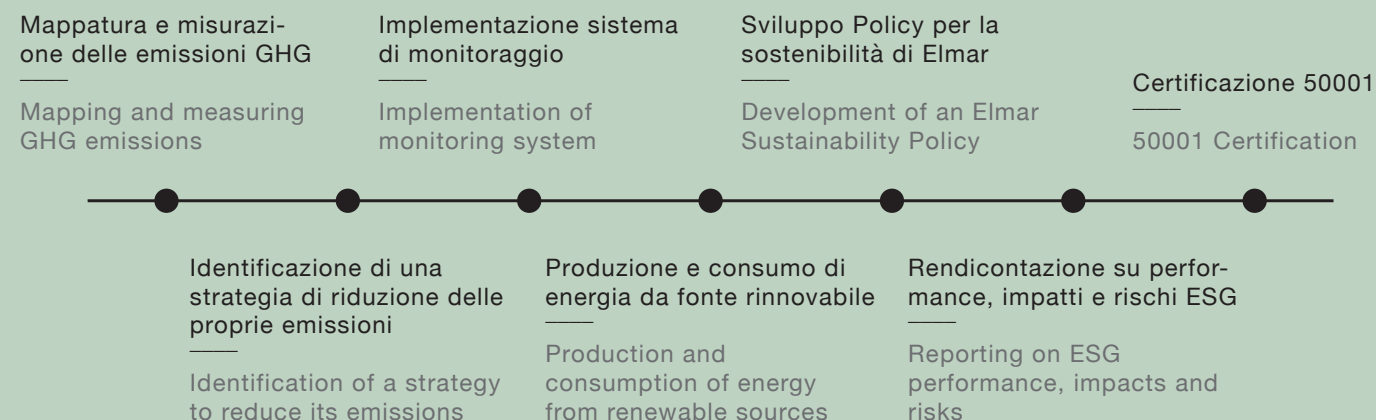 Mappatura e misurazi-
one delle emissioni GHG
Mapping and measuring
GHG emissions
Implementazione sistema
di monitoraggio
Implementation of
monitoring system
Sviluppo Policy per la
sostenibilità di Elmar
Development of an Elmar
Sustainability Policy
Certificazione 50001
50001 Certification
Identificazione di una
strategia di riduzione delle
proprie emissioni
Identification of a strategy
to reduce its emissions
Produzione e consumo di
energia da fonte rinnovabile
Production and
consumption of energy
from renewable sources
Rendicontazione su perfor-
mance, impatti e rischi ESG
Reporting on ESG
performance, impacts and
risks